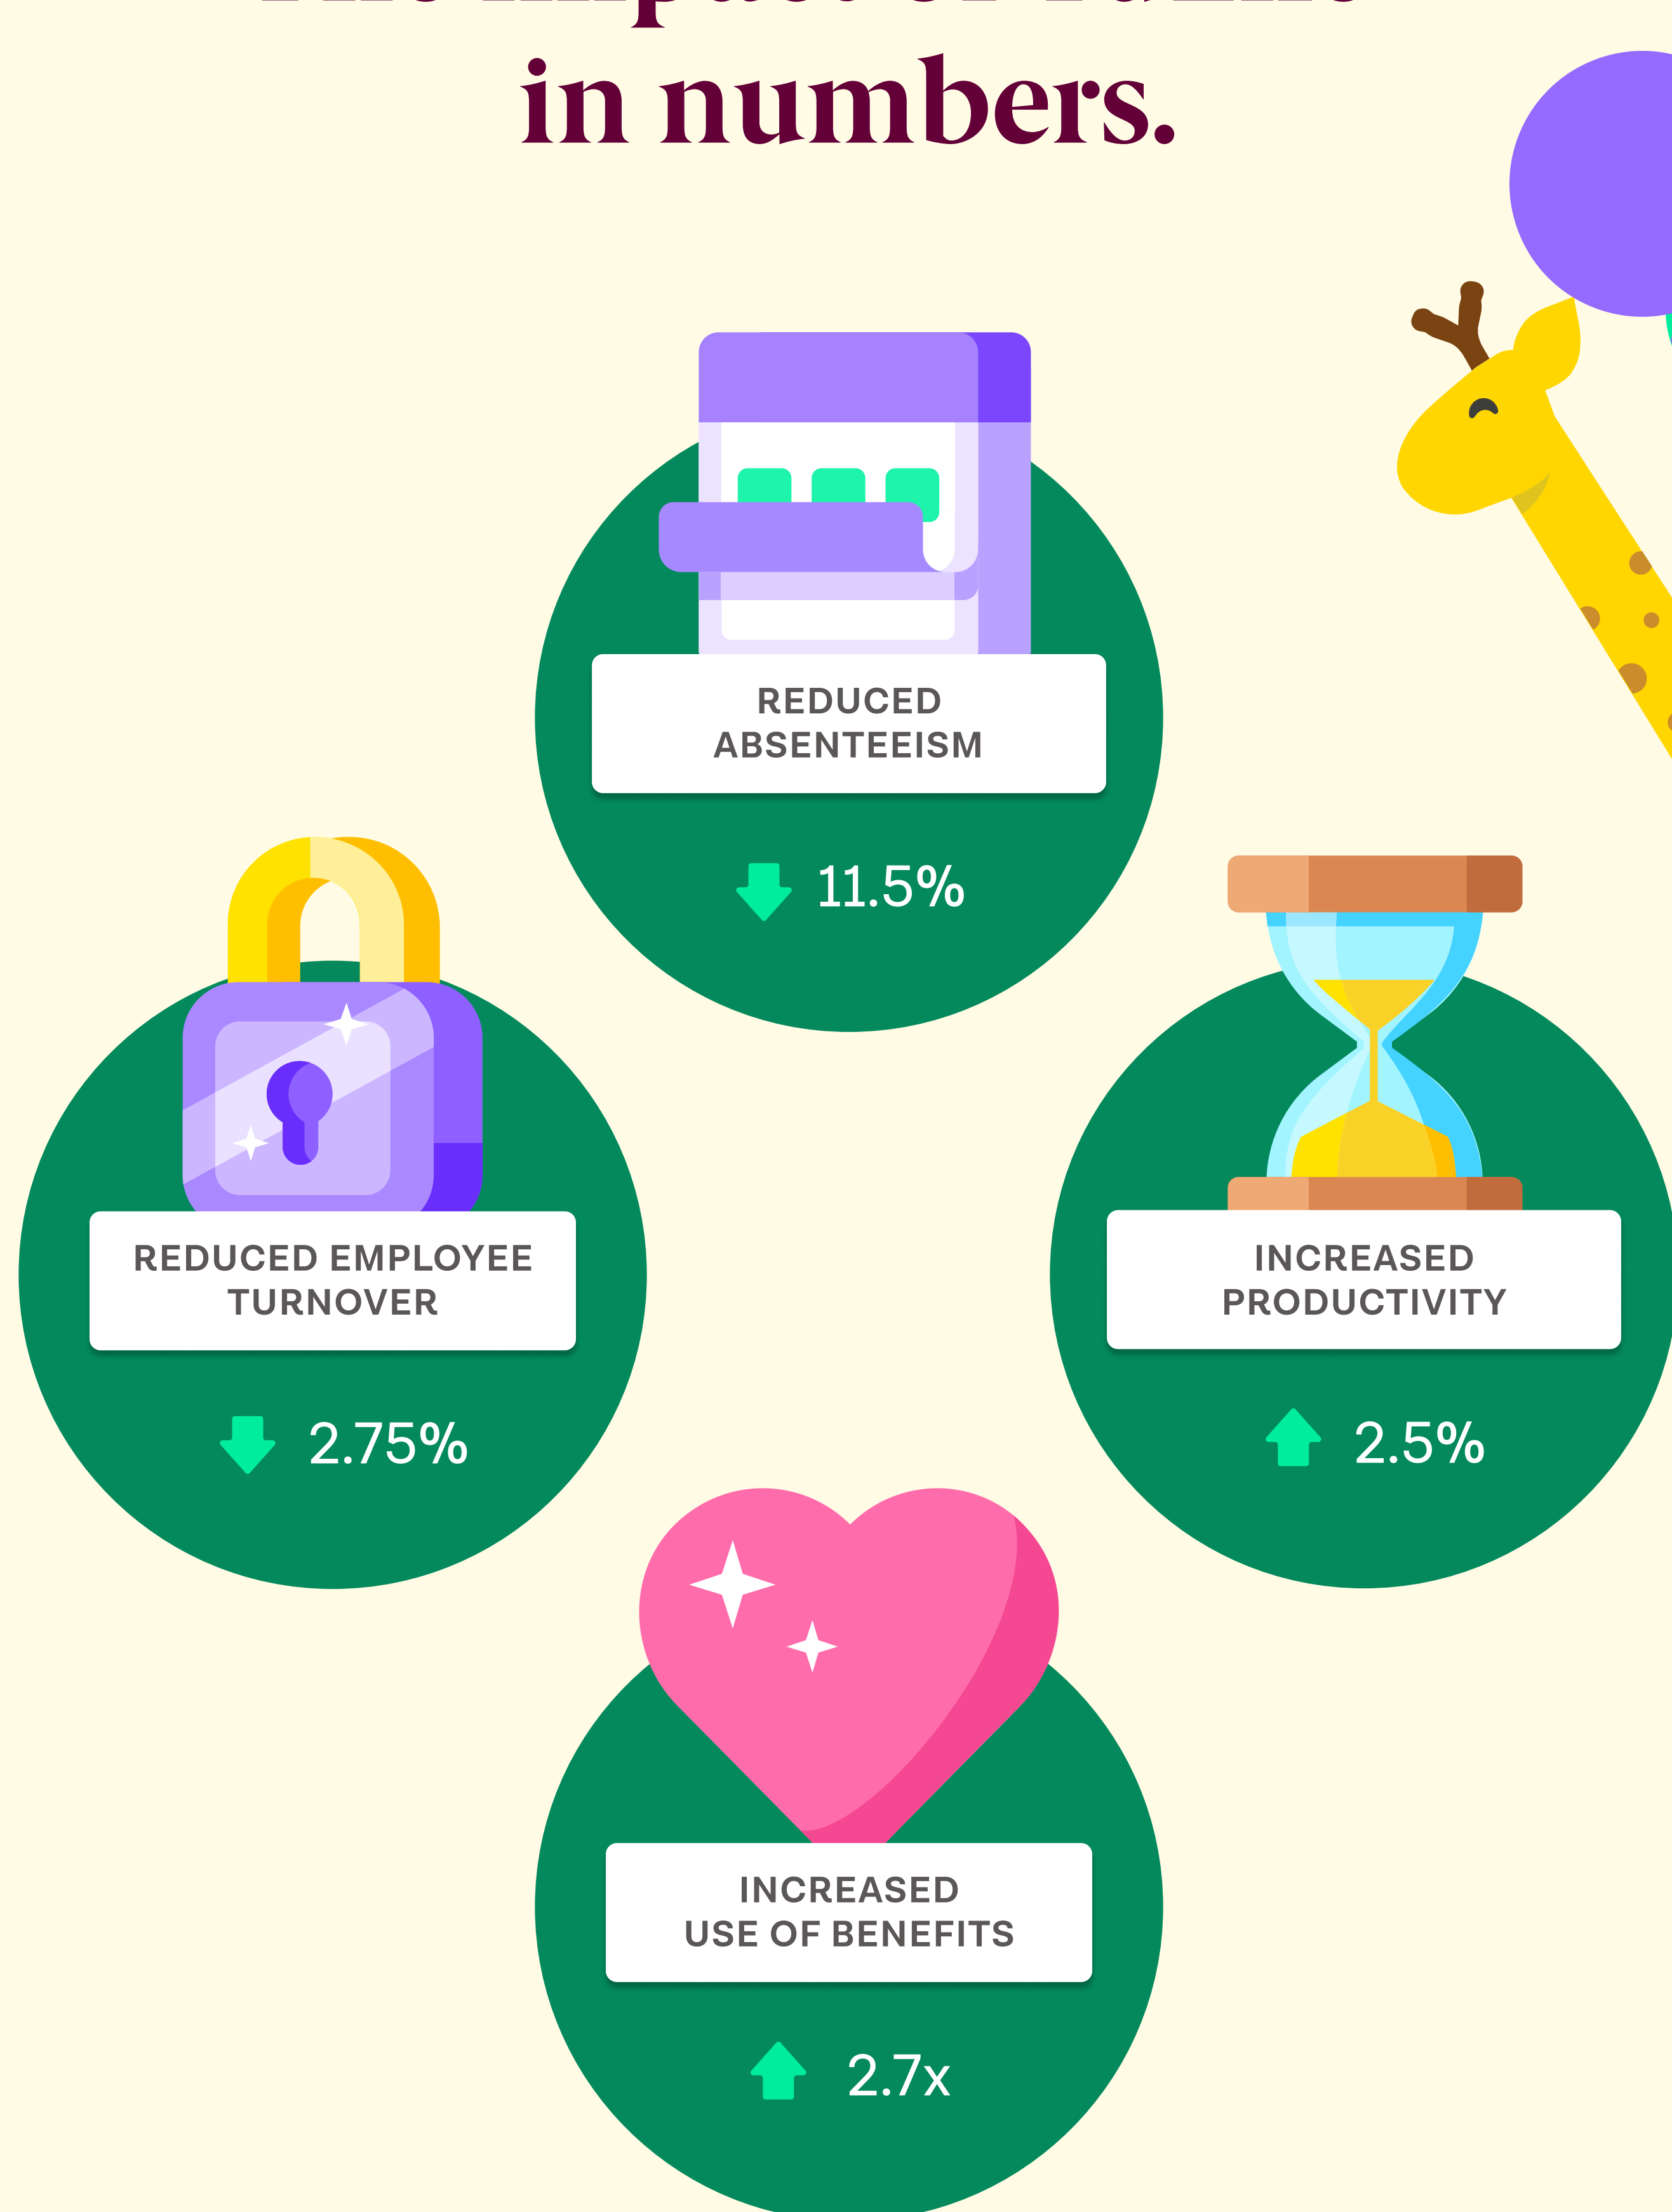 in numbers.
REDUCED
ABSENTEEISM
11.5%
REDUCED EMPLOYEE
TURNOVER
2.75%
INCREASED
PRODUCTIVITY
2.5%
INCREASED
USE OF BENEFITS
2.7x